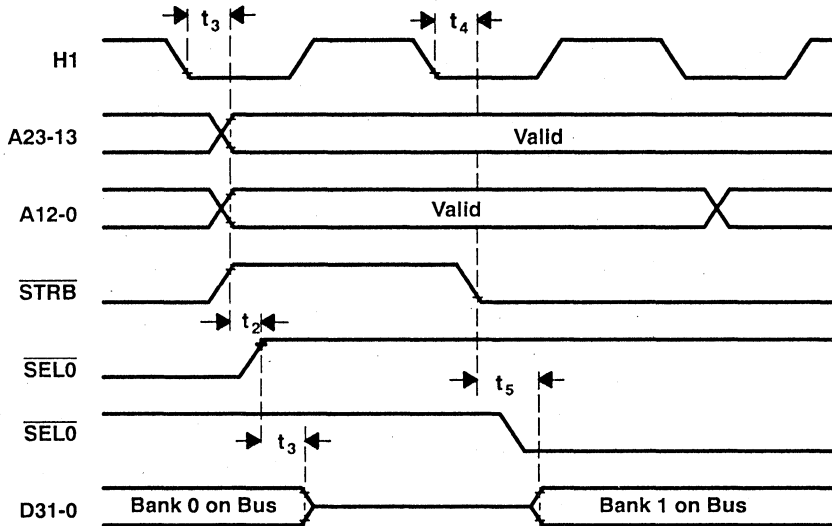 t3
t4
H1
A23-13
Valid
A12-0
Valid
STRB
t2
SEL0
t5
SEL0
t3
D31-0
Bank 0 on Bus
Bank 1 on Bus